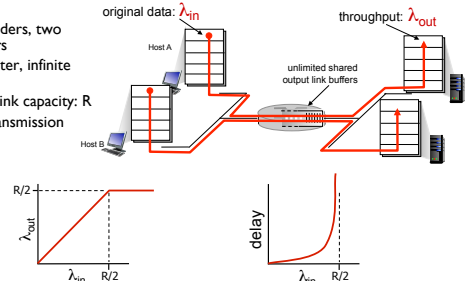 original data: λin
throughput: λout
ders, two
rs
ter, infinite
ink capacity: R
ansmission
Host A
Host B
unlimited shared
output link buffers
R/2
λout
λin R/2
delay
λin R/2